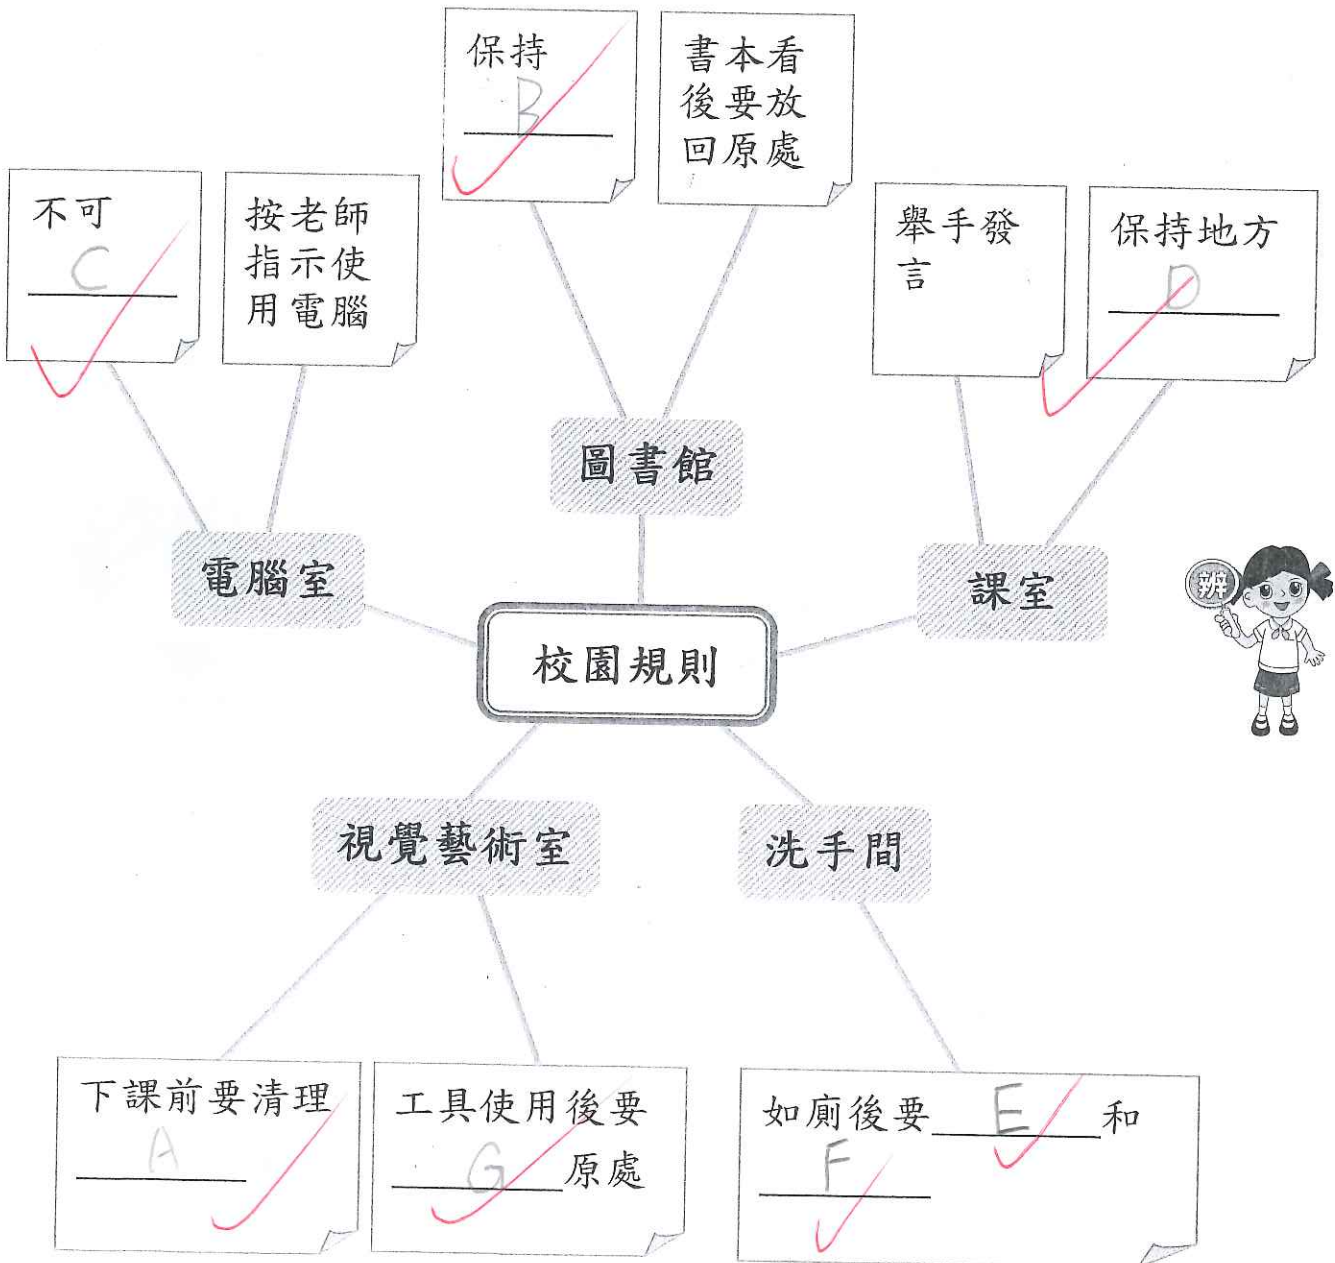 保持
B
書本看
後要放
回原處
不可
C
按老師
指示使
用電腦
舉手發
言
保持地方
D
圖書館
電腦室
課室
辨
校園規則
視覺藝術室
洗手間
下課前要清理
A
工具使用後要
G原處
如廁後要E和
F